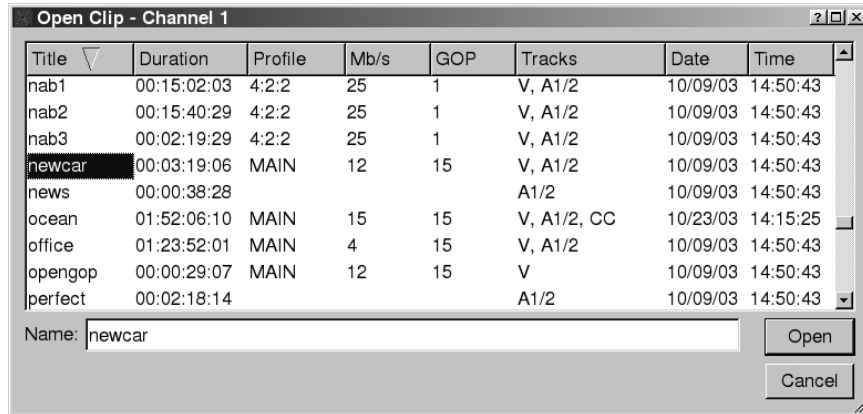 Open Clip - Channel 1
Title Duration Profile Mb/s GOP Tracks Date Time
nab1 00:15:02:03 4:2:2 25 1 V, A1/2 10/09/03 14:50:43
nab2 00:15:40:29 4:2:2 25 1 V, A1/2 10/09/03 14:50:43
nab3 00:02:19:29 4:2:2 25 1 V, A1/2 10/09/03 14:50:43
newcar 00:03:19:06 MAIN 12 15 V, A1/2 10/09/03 14:50:43
news 00:00:38:28 A1/2 10/09/03 14:50:43
ocean 01:52:06:10 MAIN 15 15 V, A1/2, CC 10/23/03 14:15:25
office 01:23:52:01 MAIN 4 15 V, A1/2 10/09/03 14:50:43
opengop 00:00:29:07 MAIN 12 15 V 10/09/03 14:50:43
perfect 00:02:18:14 A1/2 10/09/03 14:50:43
Name: newcar
Open
Cancel